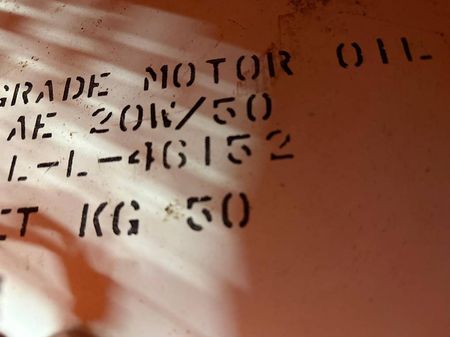 GRADE MOTOR OIL
AE 20W/50
L-L-46152
ET KG 50